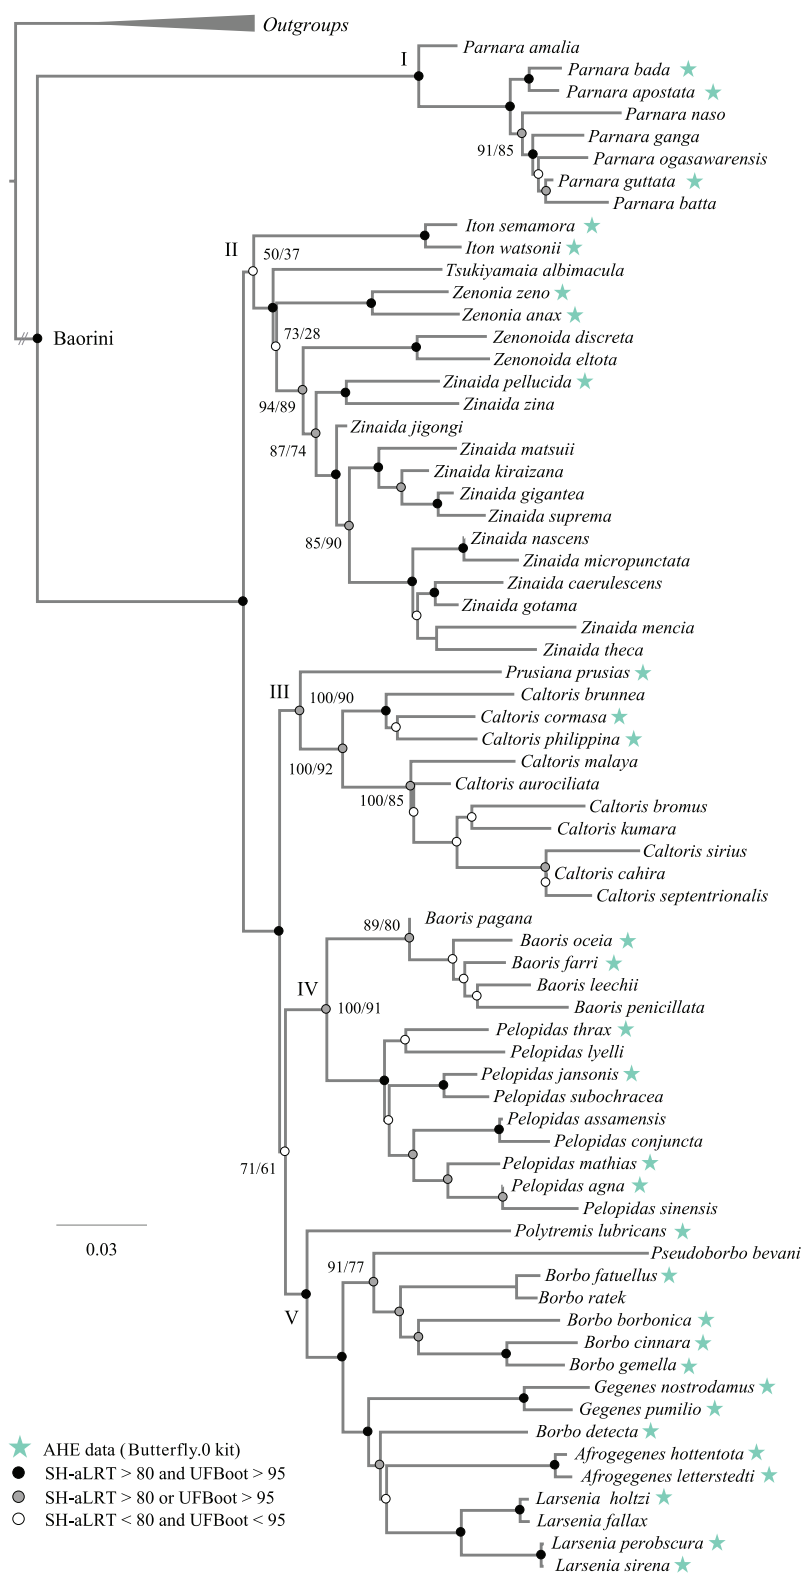 Outgroups
Parnara amalia
I
Parnara bada
Parnara apostata
Parnara naso
Parnara ganga
91/85
Parnara ogasawarensis
Parnara guttata
Parnara batta
Iton semamora
II
50/37
Iton watsonii
Tsukiyamaia albimacula
Zenonia zeno
Zenonia anax
Baorini
73/28
Zenonoida discreta
Zenonoida eltota
Zinaida pellucida
94/89
Zinaida zina
Zinaida jigongi
87/74
Zinaida matsuii
Zinaida kiraizana
Zinaida gigantea
Zinaida suprema
85/90
Zinaida nascens
Zinaida micropunctata
Zinaida caerulescens
Zinaida gotama
Zinaida mencia
Zinaida theca
Prusiana prusias
III
100/90
Caltoris brunnea
Caltoris cormasa
Caltoris philippina
100/92
Caltoris malaya
Caltoris aurociliata
100/85
Caltoris bromus
Caltoris kumara
Caltoris sirius
Caltoris cahira
Caltoris septentrionalis
Baoris pagana
89/80
Baoris oceia
Baoris farri
Baoris leechii
IV
100/91
Baoris penicillata
Pelopidas thrax
Pelopidas lyelli
Pelopidas jansonis
Pelopidas subochracea
Pelopidas assamensis
Pelopidas conjuncta
71/61
Pelopidas mathias
Pelopidas agna
Pelopidas sinensis
Polytremis lubricans
0.03
Pseudoborbo bevani
91/77
Borbo fatuellus
Borbo ratek
V
Borbo borbonica
Borbo cinnara
Borbo gemella
Gegenes nostrodamus
Gegenes pumilio
Borbo detecta
Afrogegenes hottentota
Afrogegenes letterstedti
Larsenia holtzi
Larsenia fallax
Larsenia perobscura
Larsenia sirena
AHE data (Butterfly.0 kit)
SH-aLRT > 80 and UFBoot > 95
SH-aLRT > 80 or UFBoot > 95
SH-aLRT < 80 and UFBoot < 95